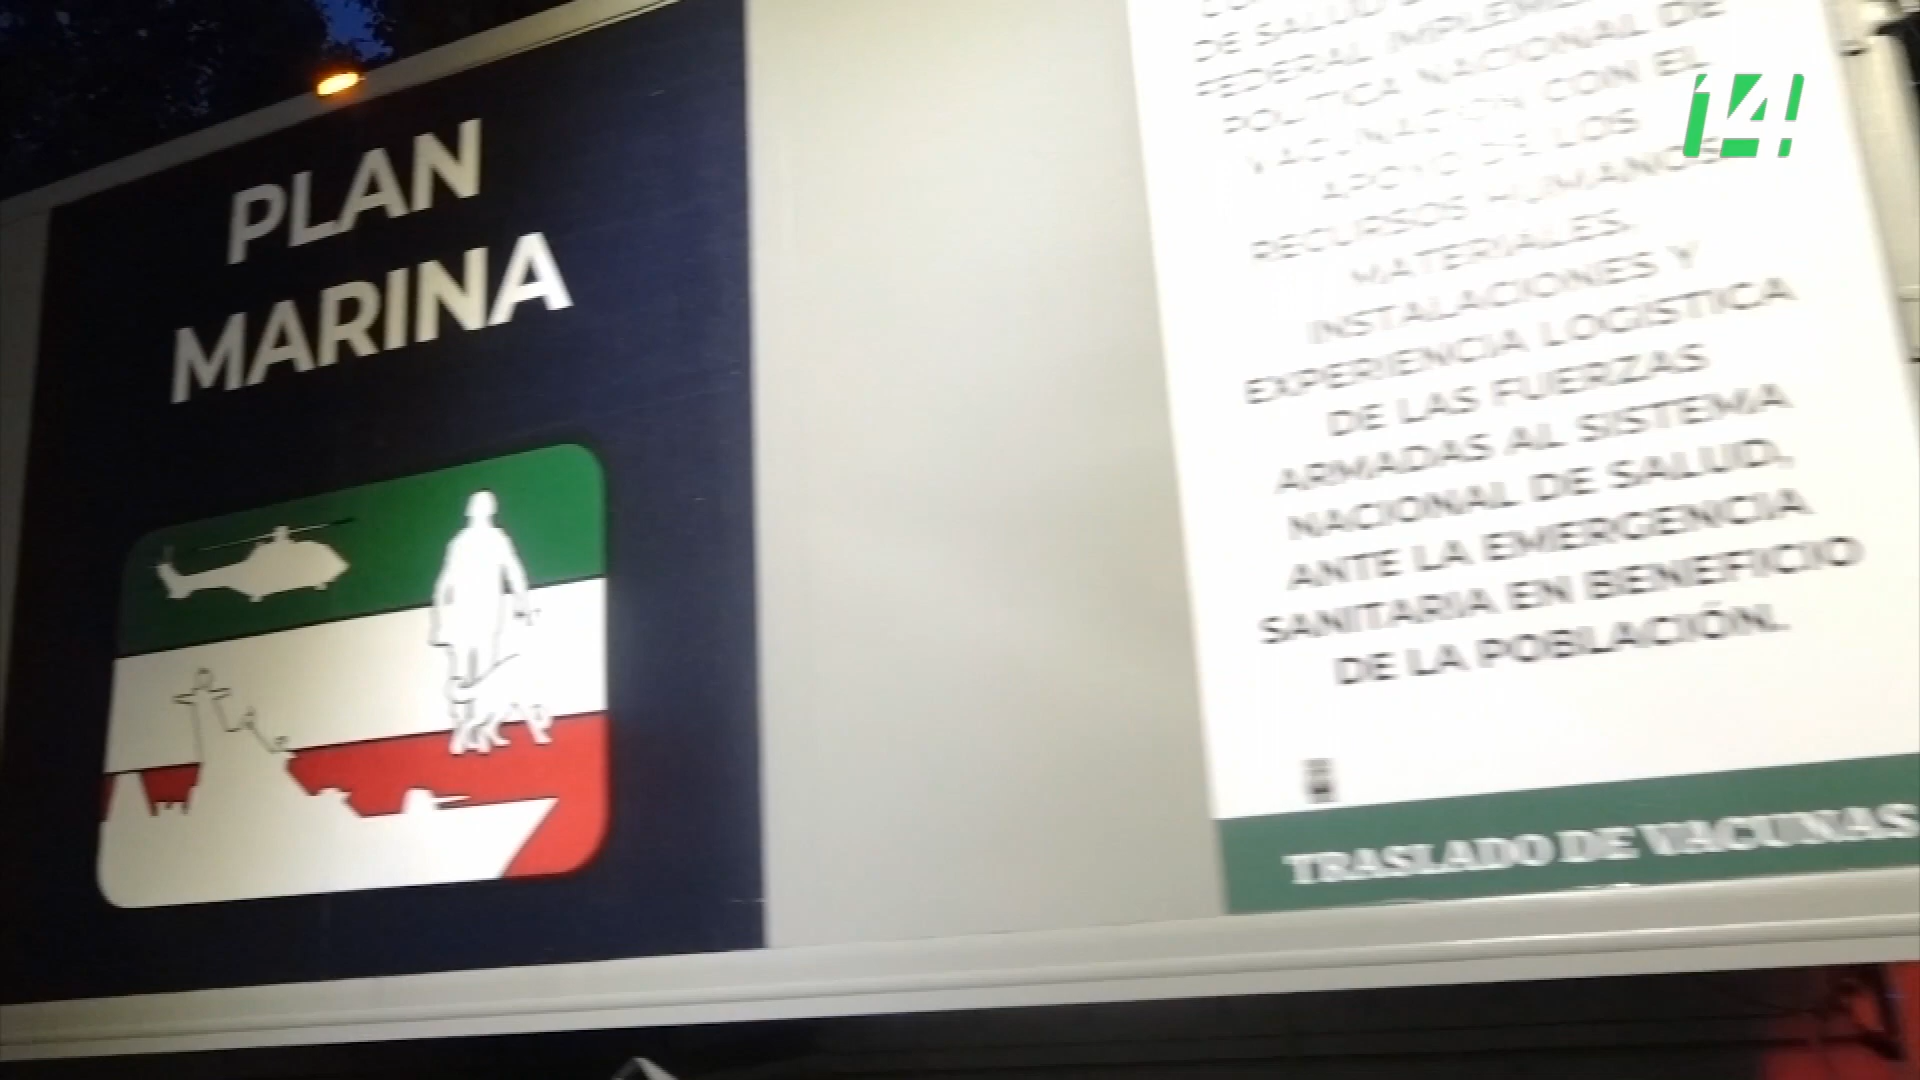 PLAN
MARINA
DE SALUD
FEDERAL
POLÍTICA NACIONAL DE
VACUNACIÓN CON EL
APOYO DE LOS
RECURSOS HUMANOS
MATERIALES,
INSTALACIONES Y
EXPERIENCIA LOGÍSTICA
DE LAS FUERZAS
ARMADAS AL SISTEMA
NACIONAL DE SALUD,
ANTE LA EMERGENCIA
SANITARIA EN BENEFICIO
DE LA POBLACIÓN.
TRASLADO DE VACUNAS
14!